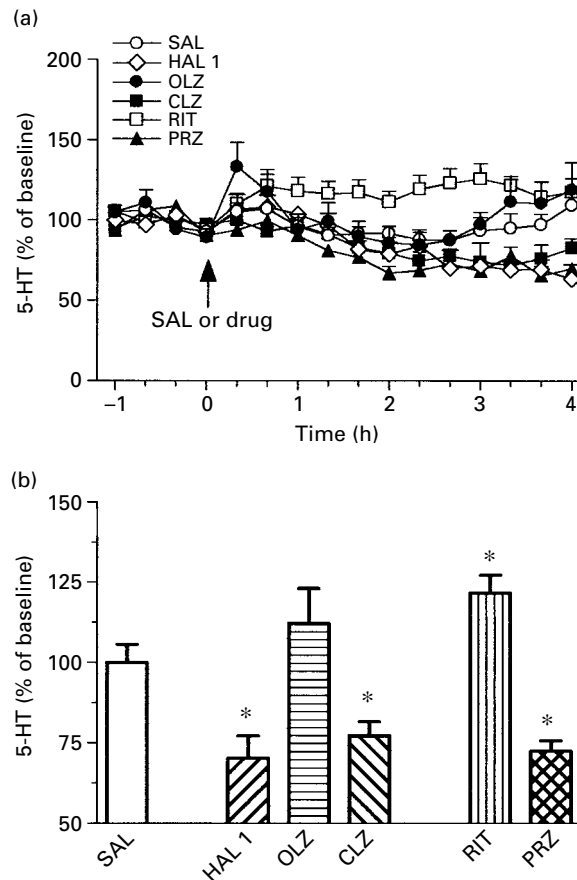 (a)
200
150
100
50
0
5-HT (% of baseline)
SAL
HAL 1
OLZ
CLZ
RIT
PRZ
SAL or drug
–1 0 1 2 3 4
Time (h)
(b)
150
125
100
75
50
5-HT (% of baseline)
* * * *
SAL HAL 1 OLZ CLZ RIT PRZ